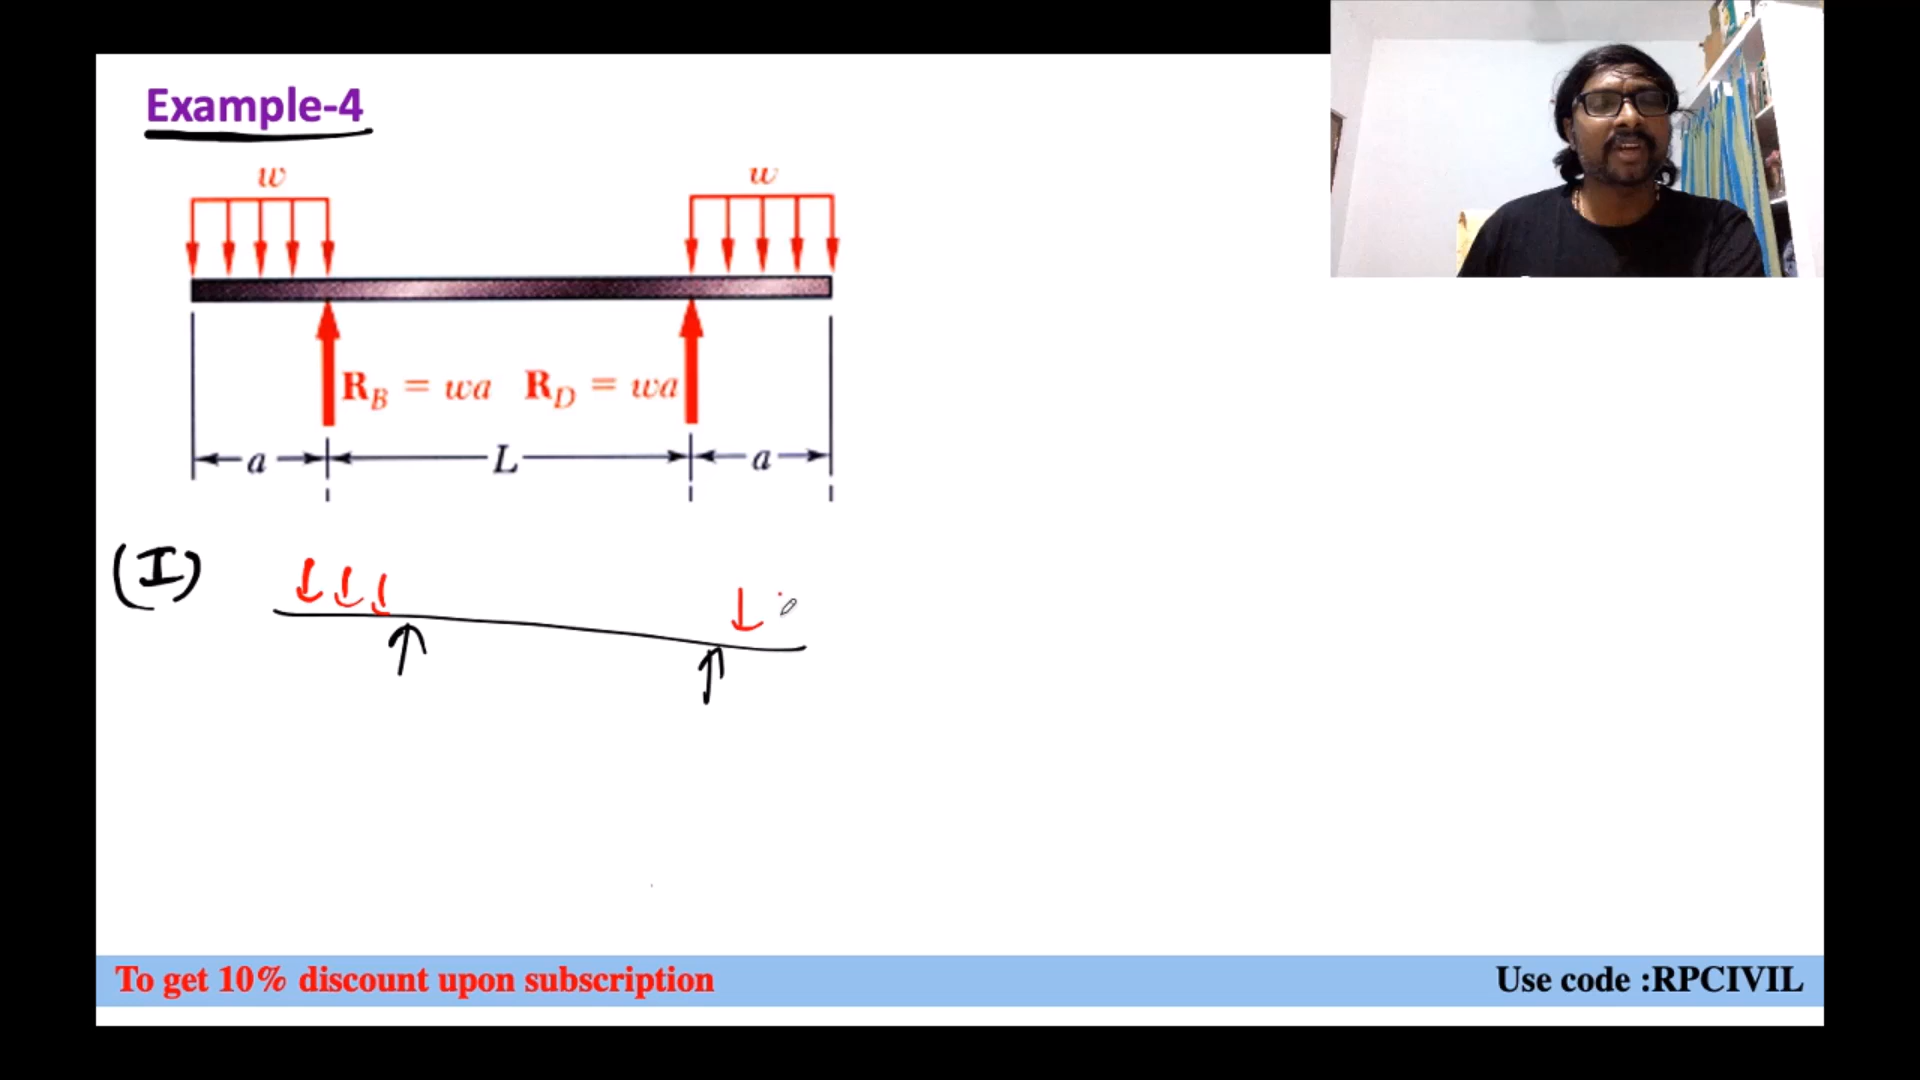 Example-4
w w
R_B = wa R_D = wa
a L a
(I)
To get 10% discount upon subscription Use code :RPCIVIL